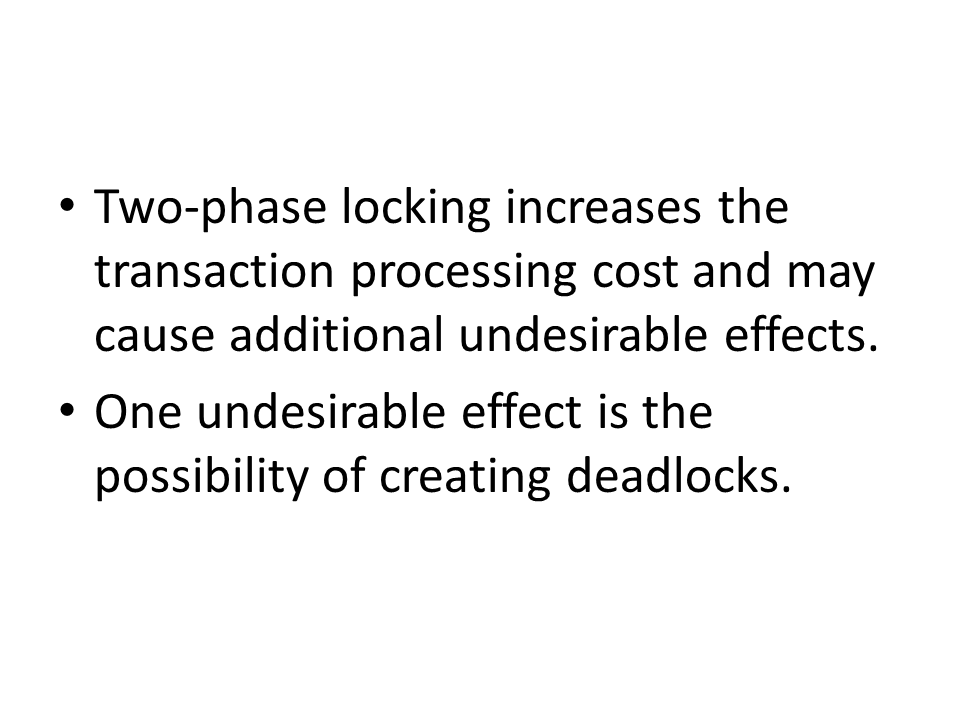 • Two-phase locking increases the
transaction processing cost and may
cause additional undesirable effects.
• One undesirable effect is the
possibility of creating deadlocks.